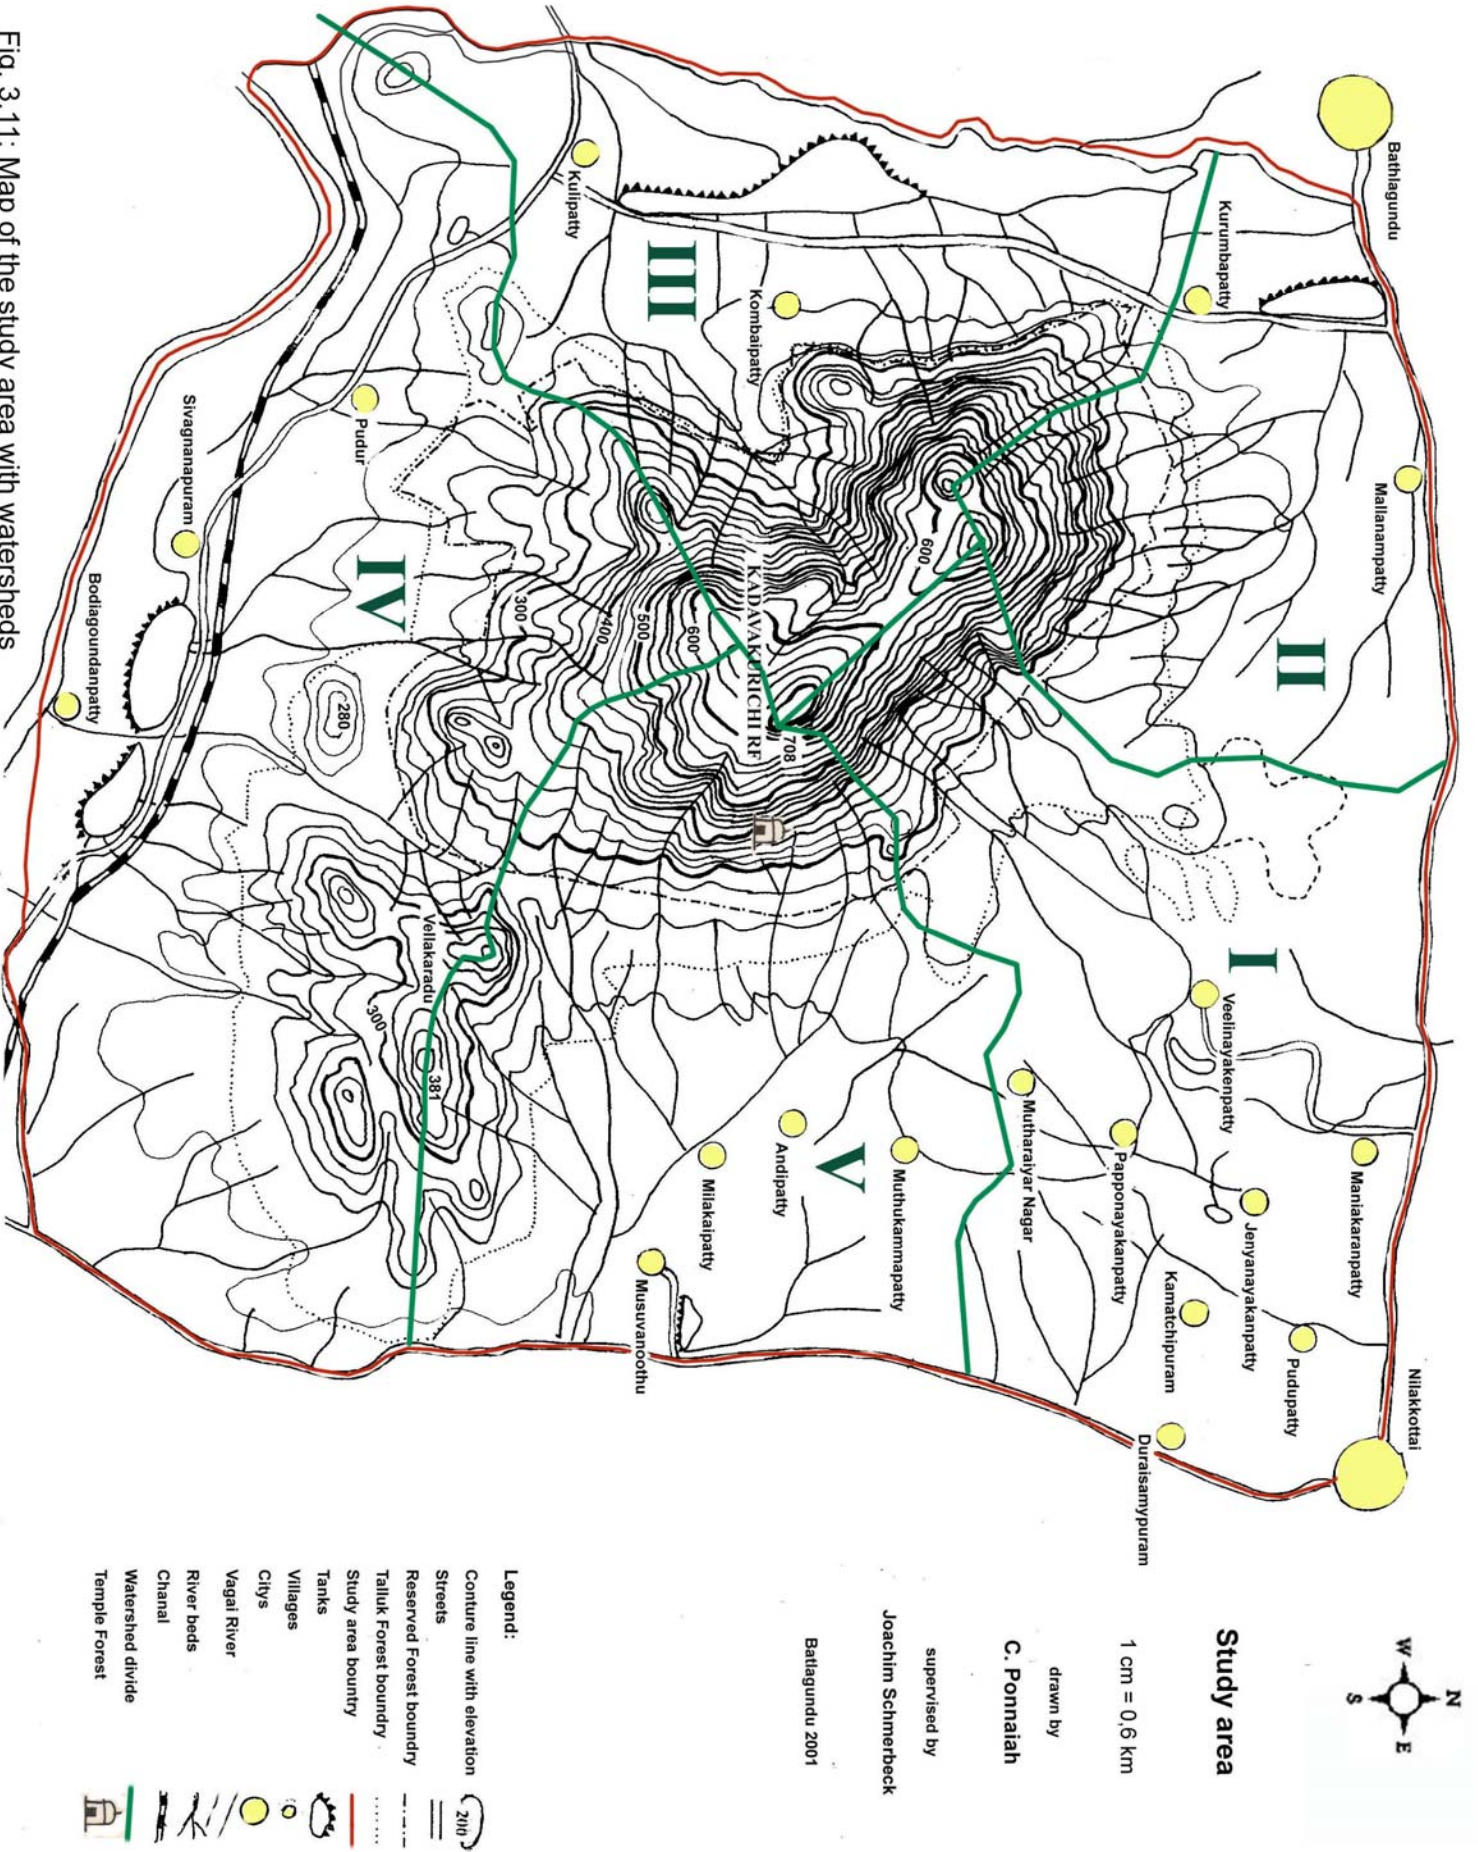 Bathlagundu
Nilakkottai
Kurumbapatty
Mallanampatty
II
I
Veelinayakenpatty
Maniakaranpatty
Jenyanayakanpatty
Pudupatty
Kamatchipuram
Papponayakanpatty
Mutharaiyar Nagar
Duraisamypuram
III
Kombaipatty
Kulipatty
600
KADAVAKURICHI RF
708
600
500
400
300
V
Muthukammapatty
Andipatty
Milakaipatty
Musuvanoothu
IV
Pudur
280
Vellakaradu
381
300
Sivagnanapuram
Bodiagoundanpatty
N
W
E
S
Study area
1 cm = 0,6 km
drawn by
C. Ponnaiah
supervised by
Joachim Schmerbeck
Batlagundu 2001
Legend:
Conture line with elevation
200
Streets
Reserved Forest boundry
Talluk Forest boundry
Study area bountry
Tanks
Villages
Citys
Vagai River
River beds
Chanal
Watershed divide
Temple Forest
Fig. 3.11: Map of the study area with watersheds